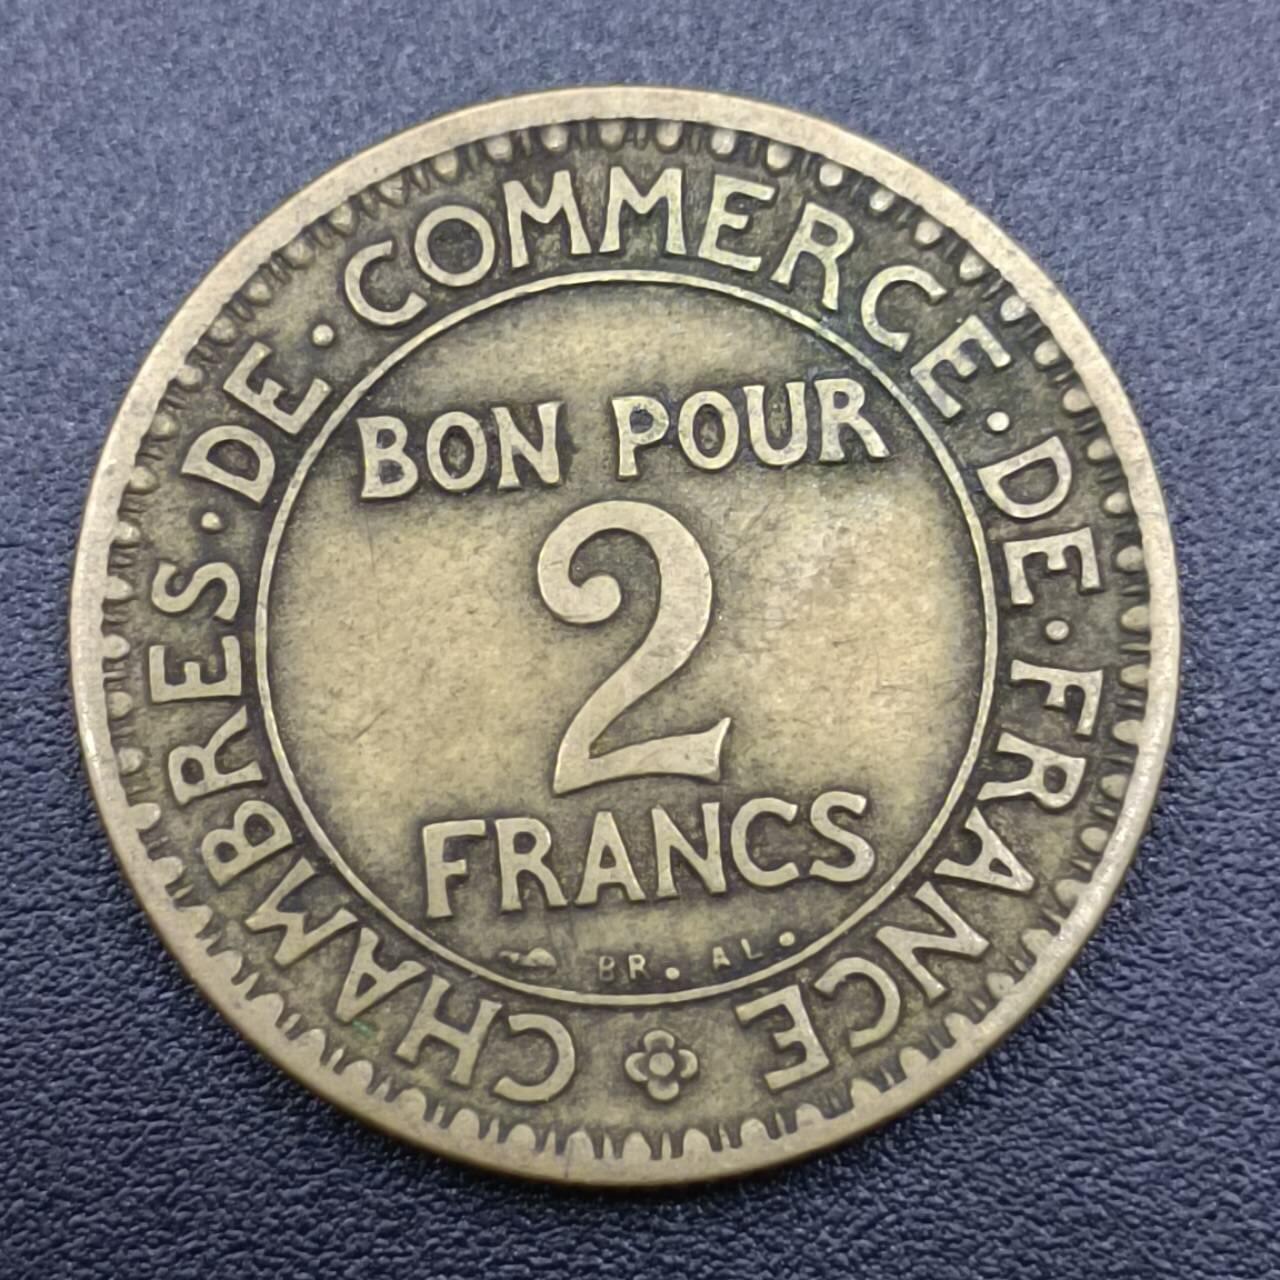 CHAMBRES·DE·COMMERCE·DE·FRANCE
BON POUR
2
FRANCS
BR. AL.